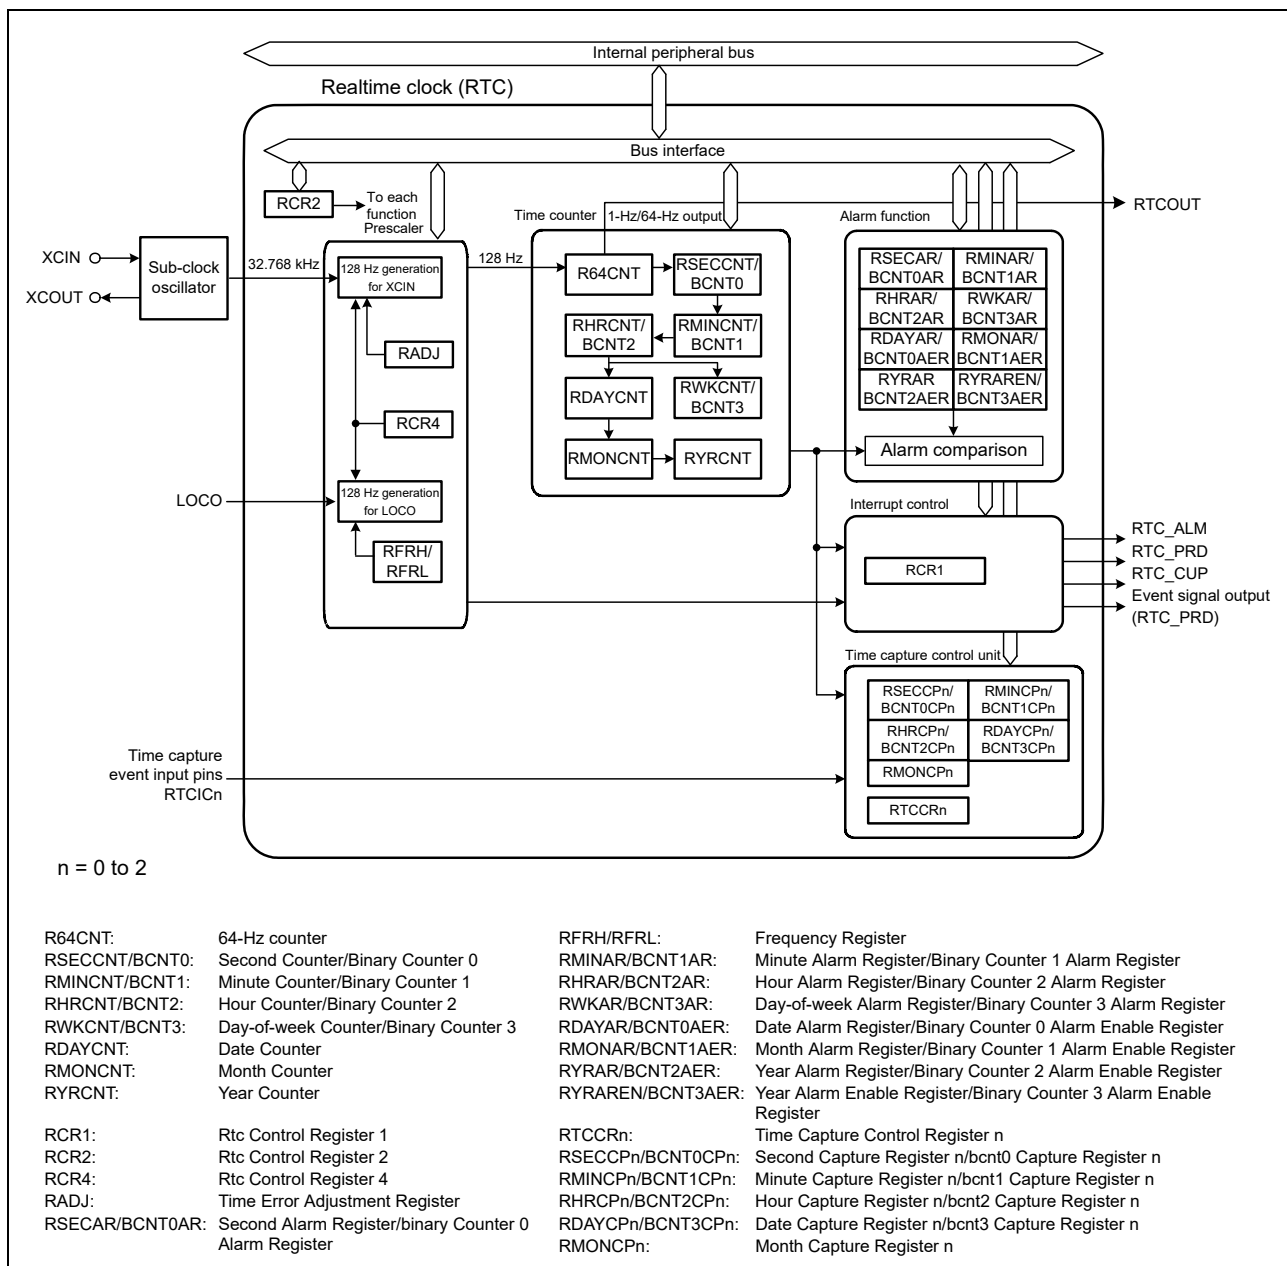 Internal peripheral bus
Realtime clock (RTC)
Bus interface
RCR2
To each
function
Prescaler
Time counter
1-Hz/64-Hz output
Alarm function
RTCOUT
XCIN
XCOUT
Sub-clock
oscillator
32.768 kHz
128 Hz generation
for XCIN
128 Hz
R64CNT
RSECCNT/
BCNT0
RHRCNT/
BCNT2
RMINCNT/
BCNT1
RADJ
RDAYCNT
RWKCNT/
BCNT3
RCR4
RMONCNT
RYRCNT
RSECAR/
BCNT0AR
RMINAR/
BCNT1AR
RHRAR/
BCNT2AR
RWKAR/
BCNT3AR
RDAYAR/
BCNT0AER
RMONAR/
BCNT1AER
RYRAR
BCNT2AER
RYRAREN/
BCNT3AER
Alarm comparison
LOCO
128 Hz generation
for LOCO
RFRH/
RFRL
Interrupt control
RCR1
RTC_ALM
RTC_PRD
RTC_CUP
Event signal output
(RTC_PRD)
Time capture control unit
RSECCPn/
BCNT0CPn
RMINCPn/
BCNT1CPn
RHRCPn/
BCNT2CPn
RDAYCPn/
BCNT3CPn
RMONCPn
RTCCRn
Time capture
event input pins
RTCICn
n = 0 to 2
R64CNT: 64-Hz counter
RSECCNT/BCNT0: Second Counter/Binary Counter 0
RMINCNT/BCNT1: Minute Counter/Binary Counter 1
RHRCNT/BCNT2: Hour Counter/Binary Counter 2
RWKCNT/BCNT3: Day-of-week Counter/Binary Counter 3
RDAYCNT: Date Counter
RMONCNT: Month Counter
RYRCNT: Year Counter
RCR1: Rtc Control Register 1
RCR2: Rtc Control Register 2
RCR4: Rtc Control Register 4
RADJ: Time Error Adjustment Register
RSECAR/BCNT0AR: Second Alarm Register/binary Counter 0
Alarm Register
RFRH/RFRL: Frequency Register
RMINAR/BCNT1AR: Minute Alarm Register/Binary Counter 1 Alarm Register
RHRAR/BCNT2AR: Hour Alarm Register/Binary Counter 2 Alarm Register
RWKAR/BCNT3AR: Day-of-week Alarm Register/Binary Counter 3 Alarm Register
RDAYAR/BCNT0AER: Date Alarm Register/Binary Counter 0 Alarm Enable Register
RMONAR/BCNT1AER: Month Alarm Register/Binary Counter 1 Alarm Enable Register
RYRAR/BCNT2AER: Year Alarm Register/Binary Counter 2 Alarm Enable Register
RYRAREN/BCNT3AER: Year Alarm Enable Register/Binary Counter 3 Alarm Enable
Register
RTCCRn: Time Capture Control Register n
RSECCPn/BCNT0CPn: Second Capture Register n/bcnt0 Capture Register n
RMINCPn/BCNT1CPn: Minute Capture Register n/bcnt1 Capture Register n
RHRCPn/BCNT2CPn: Hour Capture Register n/bcnt2 Capture Register n
RDAYCPn/BCNT3CPn: Date Capture Register n/bcnt3 Capture Register n
RMONCPn: Month Capture Register n